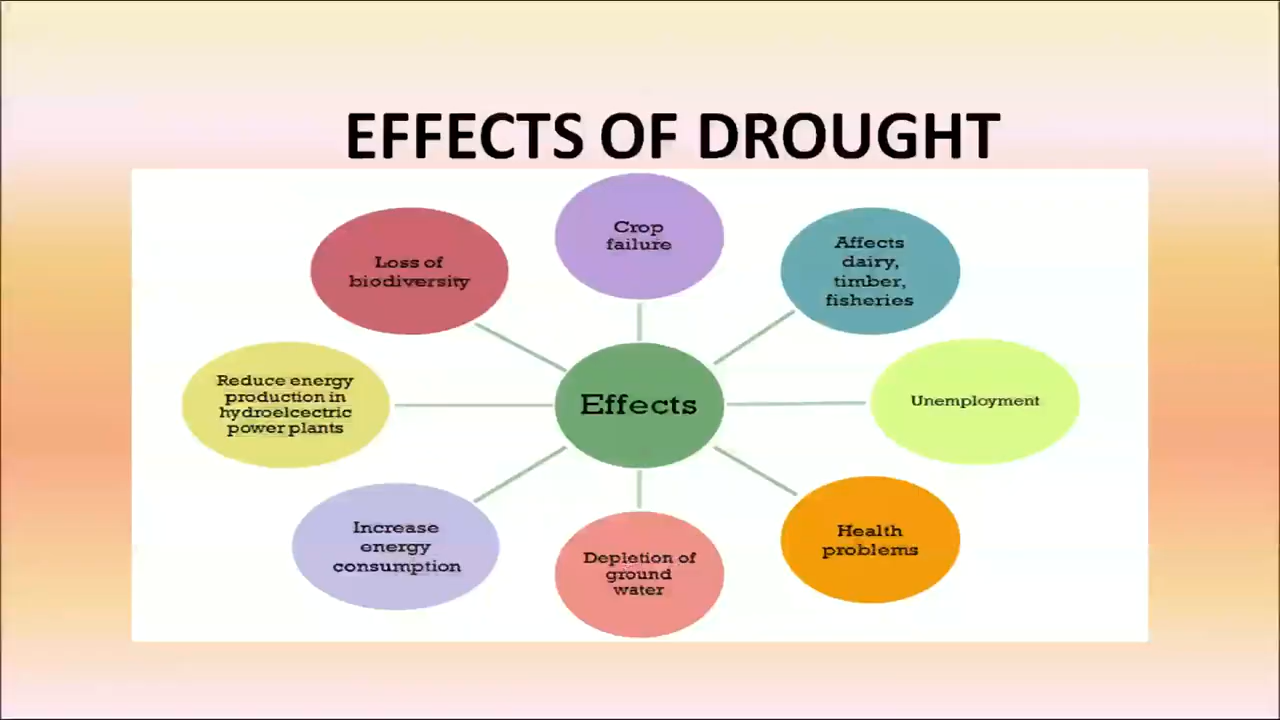 EFFECTS OF DROUGHT
Crop
failure
Affects
dairy,
timber,
fisheries
Unemployment
Health
problems
Depletion of
ground
water
Increase
energy
consumption
Reduce energy
production in
hydroelcectric
power plants
Loss of
biodiversity
Effects